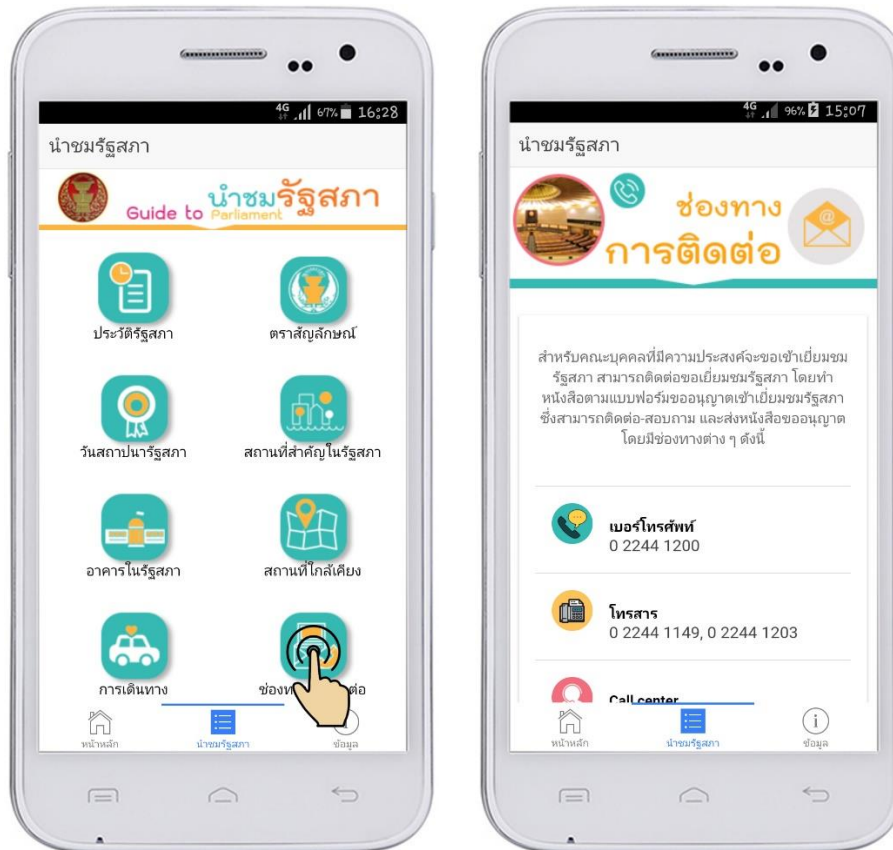 4G 67% 16:28
นำชมรัฐสภา
นำชมรัฐสภา
Guide to Parliament
ประวัติรัฐสภา
ตราสัญลักษณ์
วันสถาปนารัฐสภา
สถานที่สำคัญในรัฐสภา
อาคารในรัฐสภา
สถานที่ใกล้เคียง
การเดินทาง
หน้าหลัก
นำชมรัฐสภา
ข้อมูล
4G 96% 15:07
นำชมรัฐสภา
ช่องทาง
การติดต่อ
สำหรับคณะบุคคลที่มีความประสงค์จะขอเข้าเยี่ยมชม
รัฐสภา สามารถติดต่อขอเยี่ยมชมรัฐสภา โดยทำ
หนังสือตามแบบฟอร์มขออนุญาตเข้าเยี่ยมชมรัฐสภา
ซึ่งสามารถติดต่อ-สอบถาม และส่งหนังสือขออนุญาต
โดยมีช่องทางต่าง ๆ ดังนี้
เบอร์โทรศัพท์
0 2244 1200
โทรสาร
0 2244 1149, 0 2244 1203
Call center
หน้าหลัก
นำชมรัฐสภา
ข้อมูล